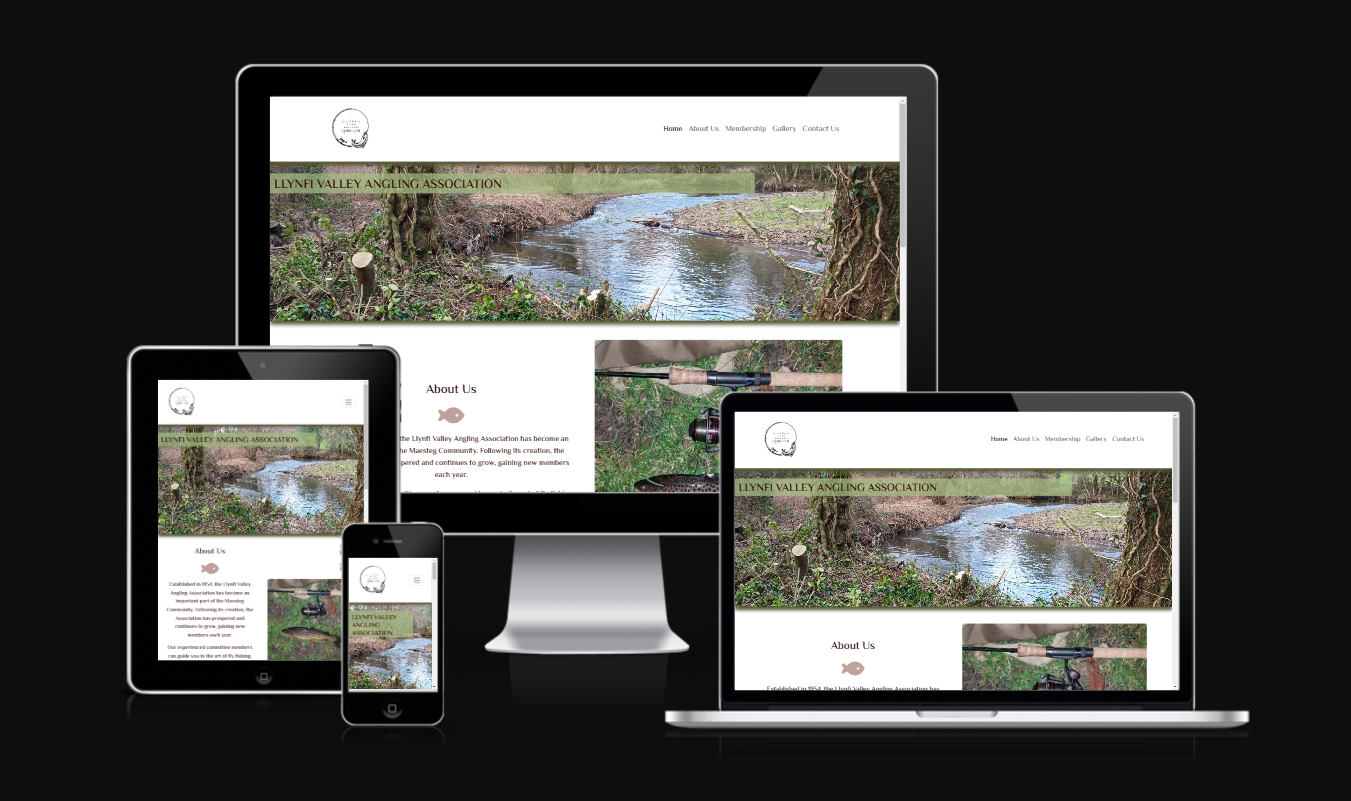 Home About Us Membership Gallery Contact Us
LLYNFI VALLEY ANGLING ASSOCIATION
About Us
the Llynfi Valley Angling Association has become an
Maesteg Community. Following its creation, the
and continues to grow, gaining new members
each year.
LLYNFI VALLEY ANGLING ASSOCIATION
About Us
Established in 1954, the Llynfi Valley
Angling Association has become an
important part of the Maesteg
Community. Following its creation, the
Association has prospered and
continues to grow, gaining new
members each year.
Our experienced committee members
can guide you in the art of fly fishing,
LLYNFI VALLEY
ANGLING
ASSOCIATION
Home About Us Membership Gallery Contact Us
LLYNFI VALLEY ANGLING ASSOCIATION
About Us
Established in 1954, the Llynfi Valley Angling Association has